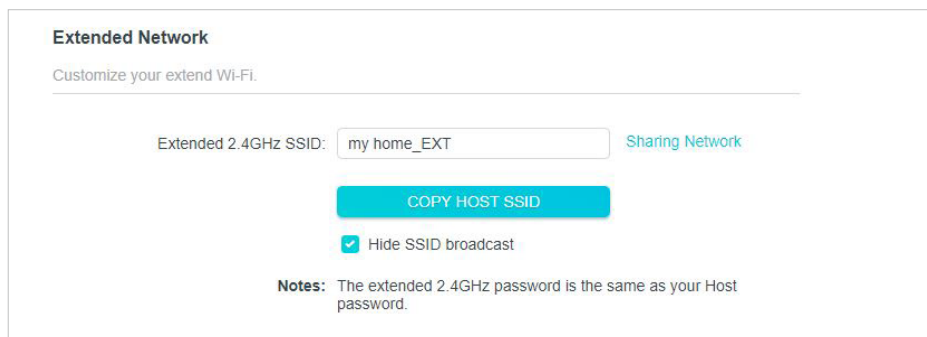 Extended Network
Customize your extend Wi-Fi.
Extended 2.4GHz SSID: my home_EXT Sharing Network
COPY HOST SSID
Hide SSID broadcast
Notes: The extended 2.4GHz password is the same as your Host
password.